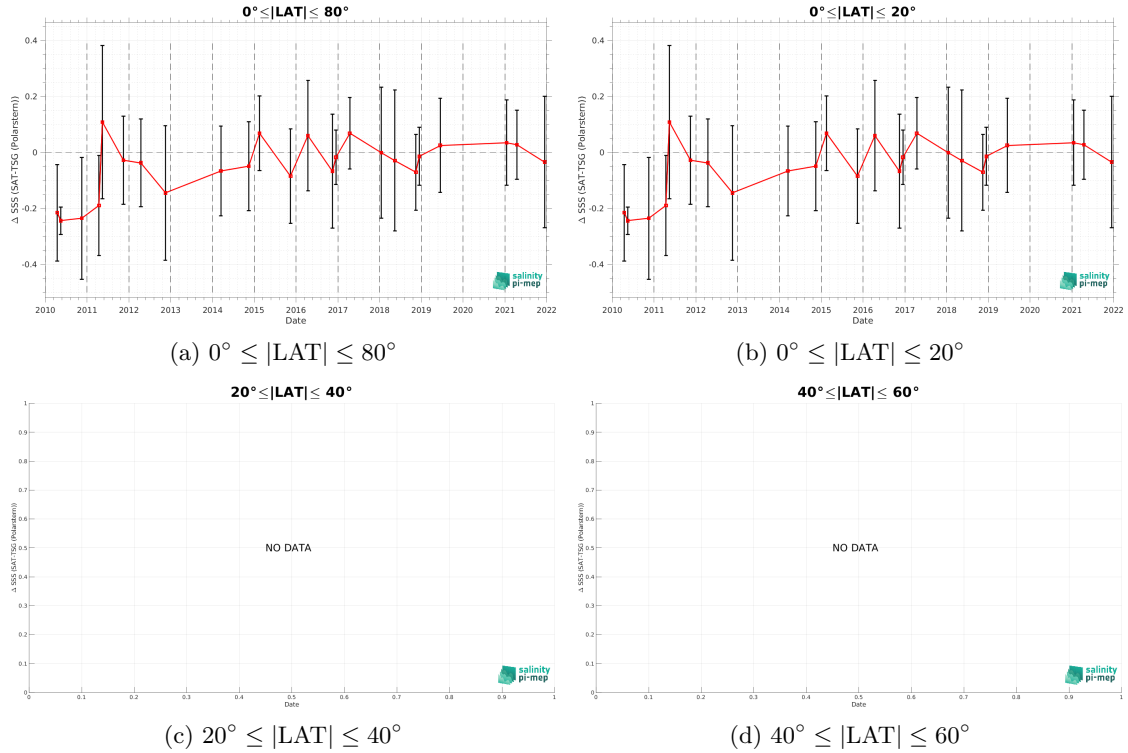 0°≤|LAT|≤ 80°
Δ SSS (SAT-TSG (Polarstern))
0.4
0.2
0
-0.2
-0.4
2010 2011 2012 2013 2014 2015 2016 2017 2018 2019 2020 2021 2022
Date
salinity
pi-mep
(a) 0° ≤ |LAT| ≤ 80°
0°≤|LAT|≤ 20°
Δ SSS (SAT-TSG (Polarstern))
0.4
0.2
0
-0.2
-0.4
2010 2011 2012 2013 2014 2015 2016 2017 2018 2019 2020 2021 2022
Date
salinity
pi-mep
(b) 0° ≤ |LAT| ≤ 20°
20°≤|LAT|≤ 40°
Δ SSS (SAT-TSG (Polarstern))
1
0.9
0.8
0.7
0.6
0.5
0.4
0.3
0.2
0.1
0
NO DATA
0 0.1 0.2 0.3 0.4 0.5 0.6 0.7 0.8 0.9 1
Date
salinity
pi-mep
(c) 20° ≤ |LAT| ≤ 40°
40°≤|LAT|≤ 60°
Δ SSS (SAT-TSG (Polarstern))
1
0.9
0.8
0.7
0.6
0.5
0.4
0.3
0.2
0.1
0
NO DATA
0 0.1 0.2 0.3 0.4 0.5 0.6 0.7 0.8 0.9 1
Date
salinity
pi-mep
(d) 40° ≤ |LAT| ≤ 60°